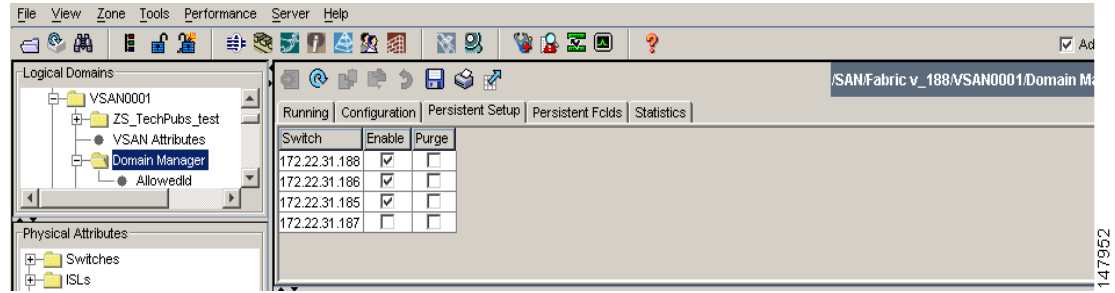 File View Zone Tools Performance Server Help
Ad
Logical Domains
VSAN0001
ZS_TechPubs_test
VSAN Attributes
Domain Manager
AllowedId
/SAN/Fabric v_188/VSAN0001/Domain Ma
Running Configuration Persistent Setup Persistent FcIds Statistics
Switch Enable Purge
172.22.31.188
172.22.31.186
172.22.31.185
172.22.31.187
Physical Attributes
Switches
ISLs
147952